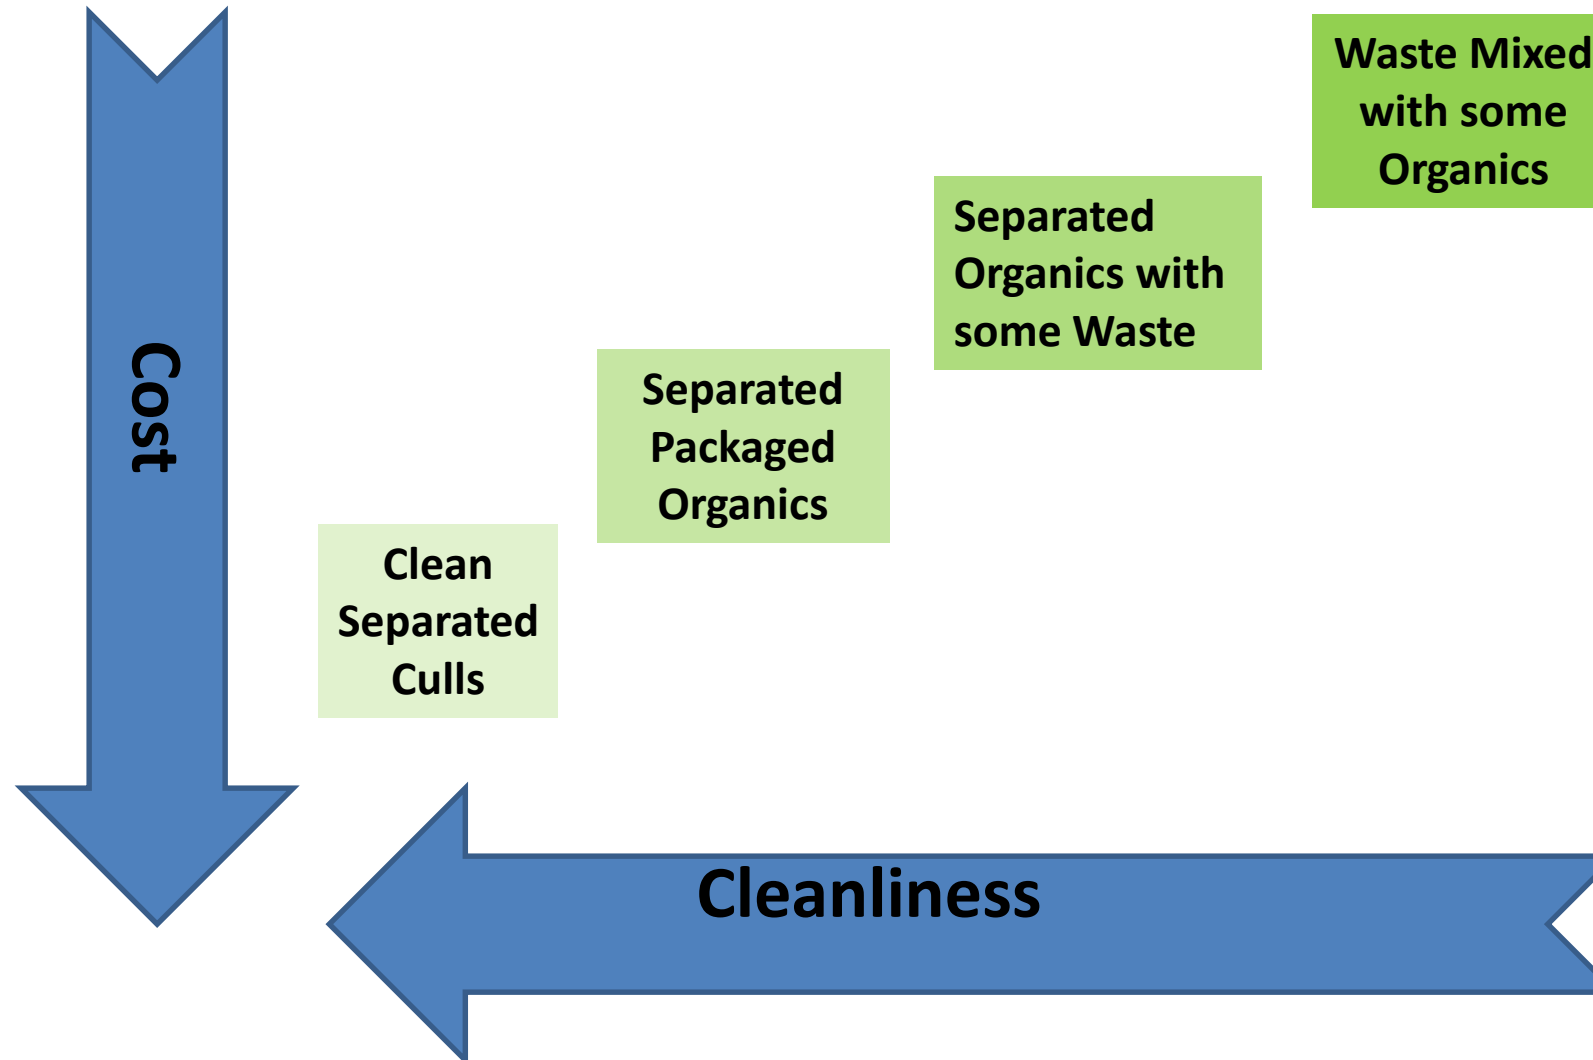 Waste Mixed
with some
Organics
Separated
Organics with
some Waste
Cost
Separated
Packaged
Organics
Clean
Separated
Culls
Cleanliness